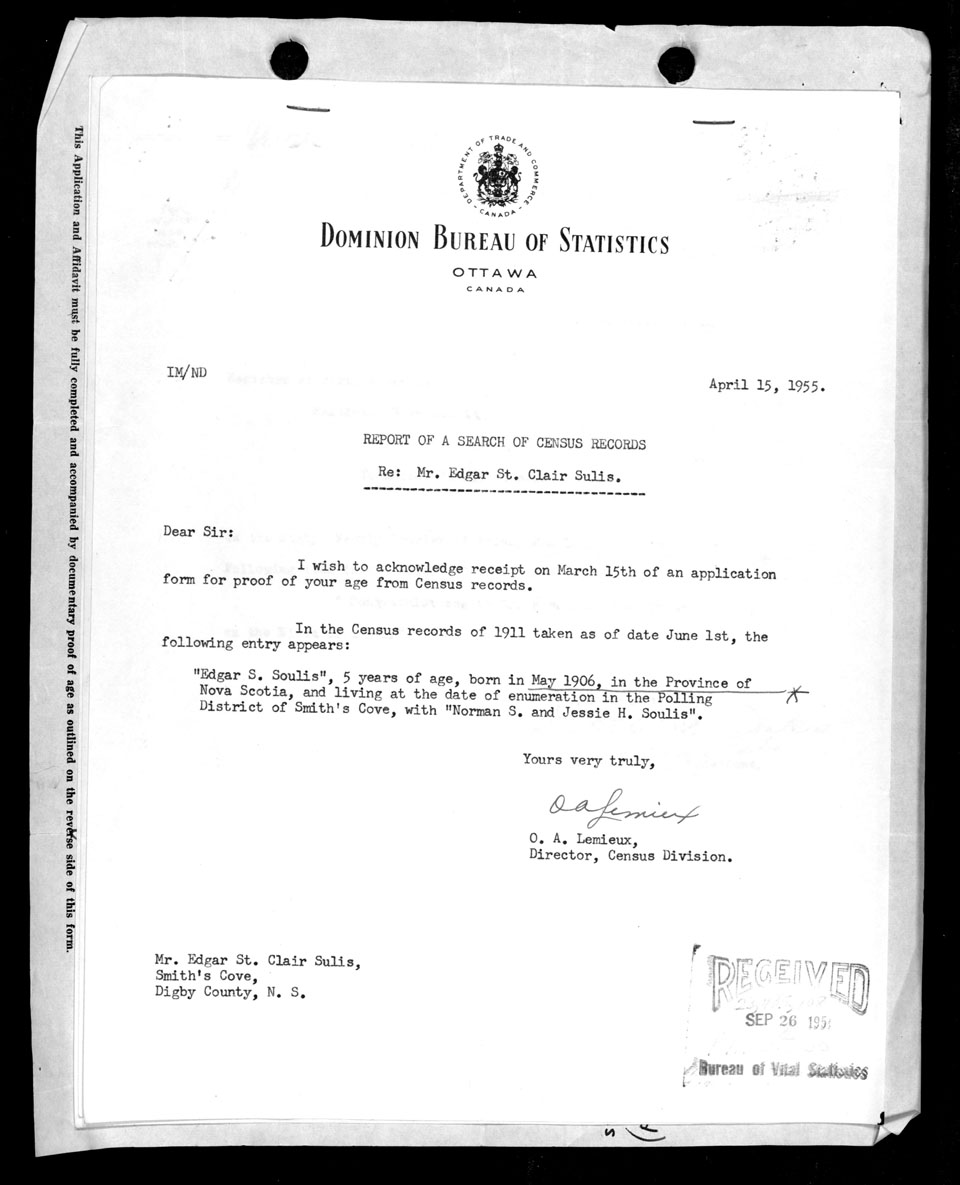 DEPARTMENT OF TRADE AND COMMERCE
- CANADA -
DOMINION BUREAU OF STATISTICS
OTTAWA
CANADA
IM/ND
April 15, 1955.
REPORT OF A SEARCH OF CENSUS RECORDS
Re: Mr. Edgar St. Clair Sulis.
Dear Sir:
I wish to acknowledge receipt on March 15th of an application
form for proof of your age from Census records.
In the Census records of 1911 taken as of date June 1st, the
following entry appears:
"Edgar S. Soulis", 5 years of age, born in May 1906, in the Province of
Nova Scotia, and living at the date of enumeration in the Polling
District of Smith's Cove, with "Norman S. and Jessie H. Soulis".
Yours very truly,
O A Lemieux
O. A. Lemieux,
Director, Census Division.
Mr. Edgar St. Clair Sulis,
Smith's Cove,
Digby County, N. S.
RECEIVED
SEP 26
Bureau of Vital Statistics
This Application and Affidavit must be fully completed and accompanied by documentary proof of age as outlined on the reverse side of this form.